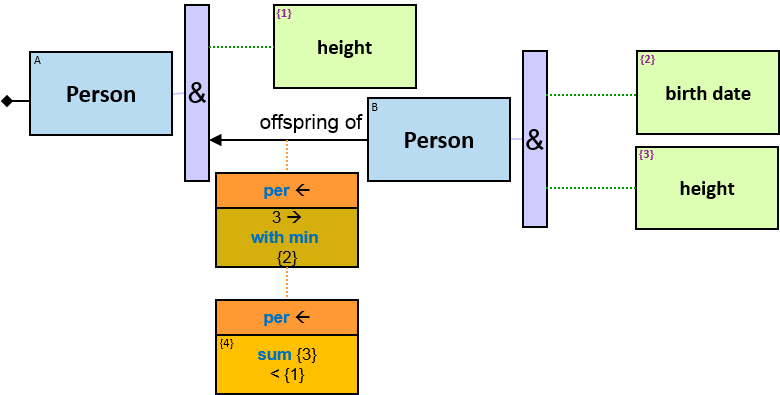 A
Person
&
{1}
height
offspring of
B
Person
&
{2}
birth date
{3}
height
per ←
3 →
with min
{2}
per ←
{4}
sum {3}
< {1}